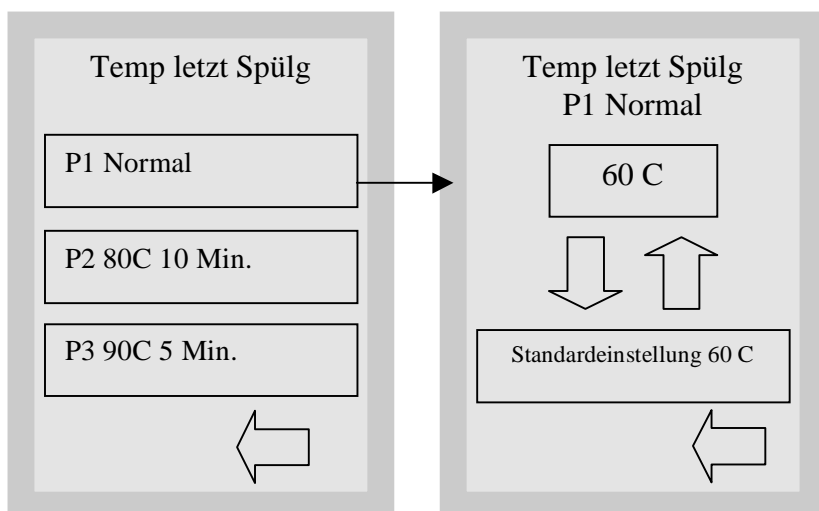 Temp letzt Spülg
P1 Normal
P2 80C 10 Min.
P3 90C 5 Min.
Temp letzt Spülg
P1 Normal
60 C
Standardeinstellung 60 C